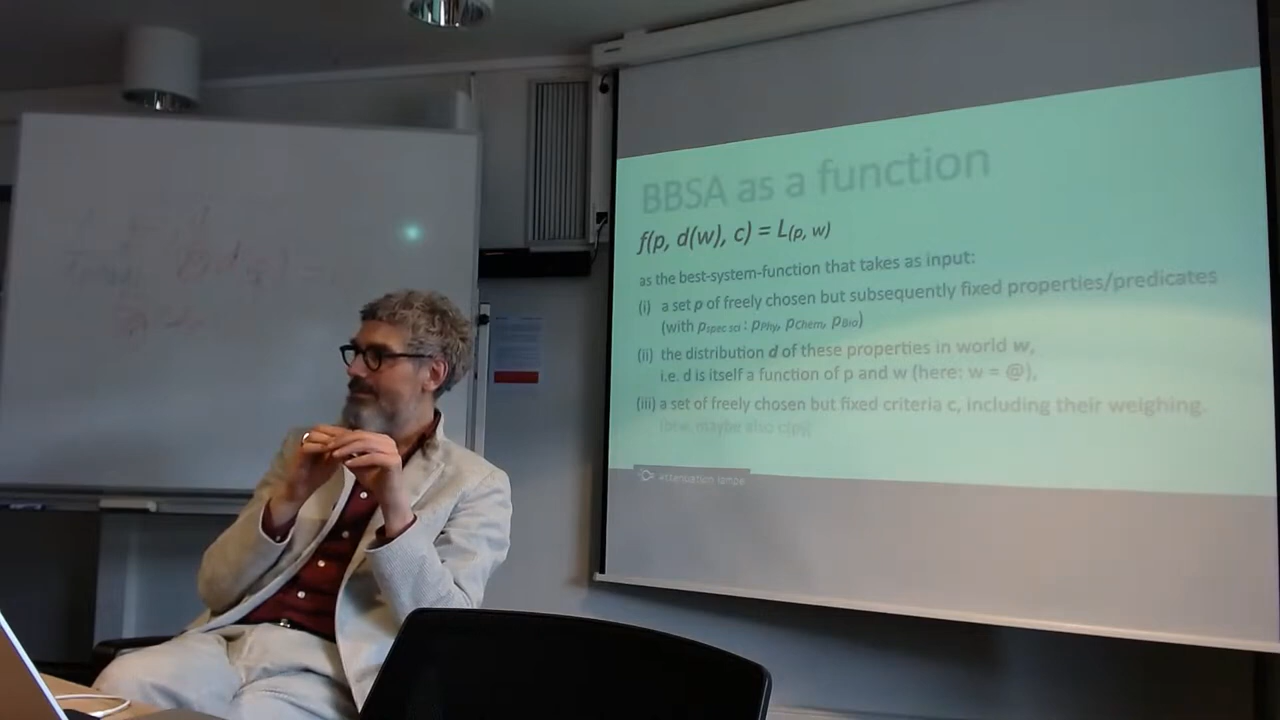 BBSA as a function
f(p, d(w), c) = L(p, w)
as the best-system-function that takes as input:
(i) a set p of freely chosen but subsequently fixed properties/predicates
(with pspec sci : pPhy, pChem, pBio)
(ii) the distribution d of these properties in world w,
i.e. d is itself a function of p and w (here: w = @),
(iii) a set of freely chosen but fixed criteria c, including their weighing.
maybe also c(p)